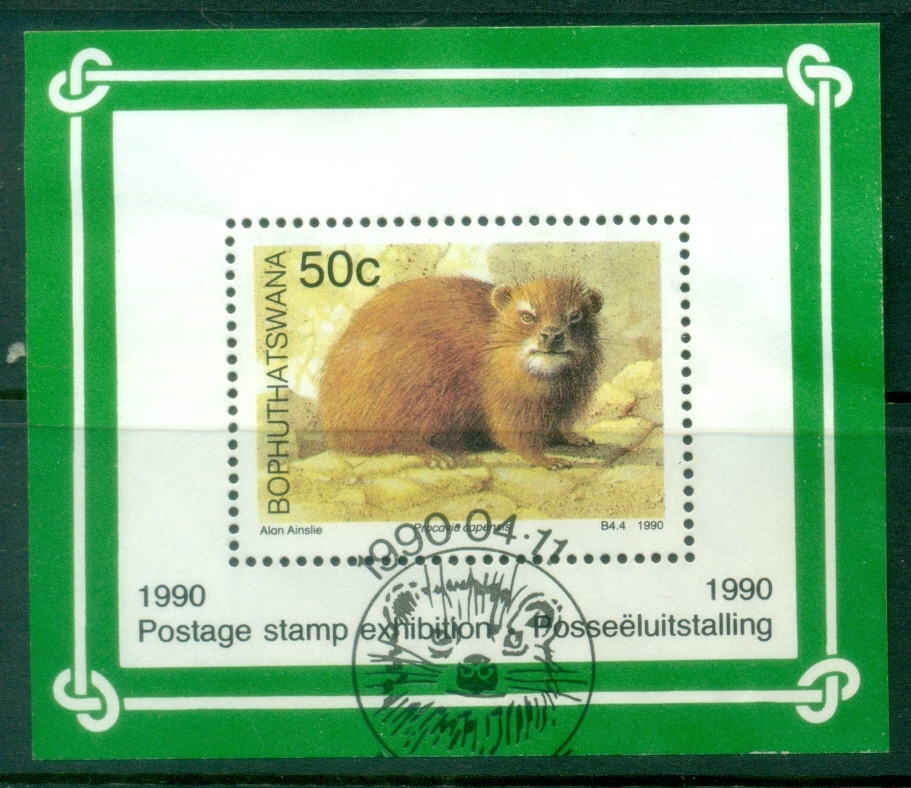 50c
BOPHUTHATSWANA
Alan Ainslie Procavia capensis B4.4 1990
1990·04·11
1990 1990
Postage stamp exhibition Posseëluitstalling